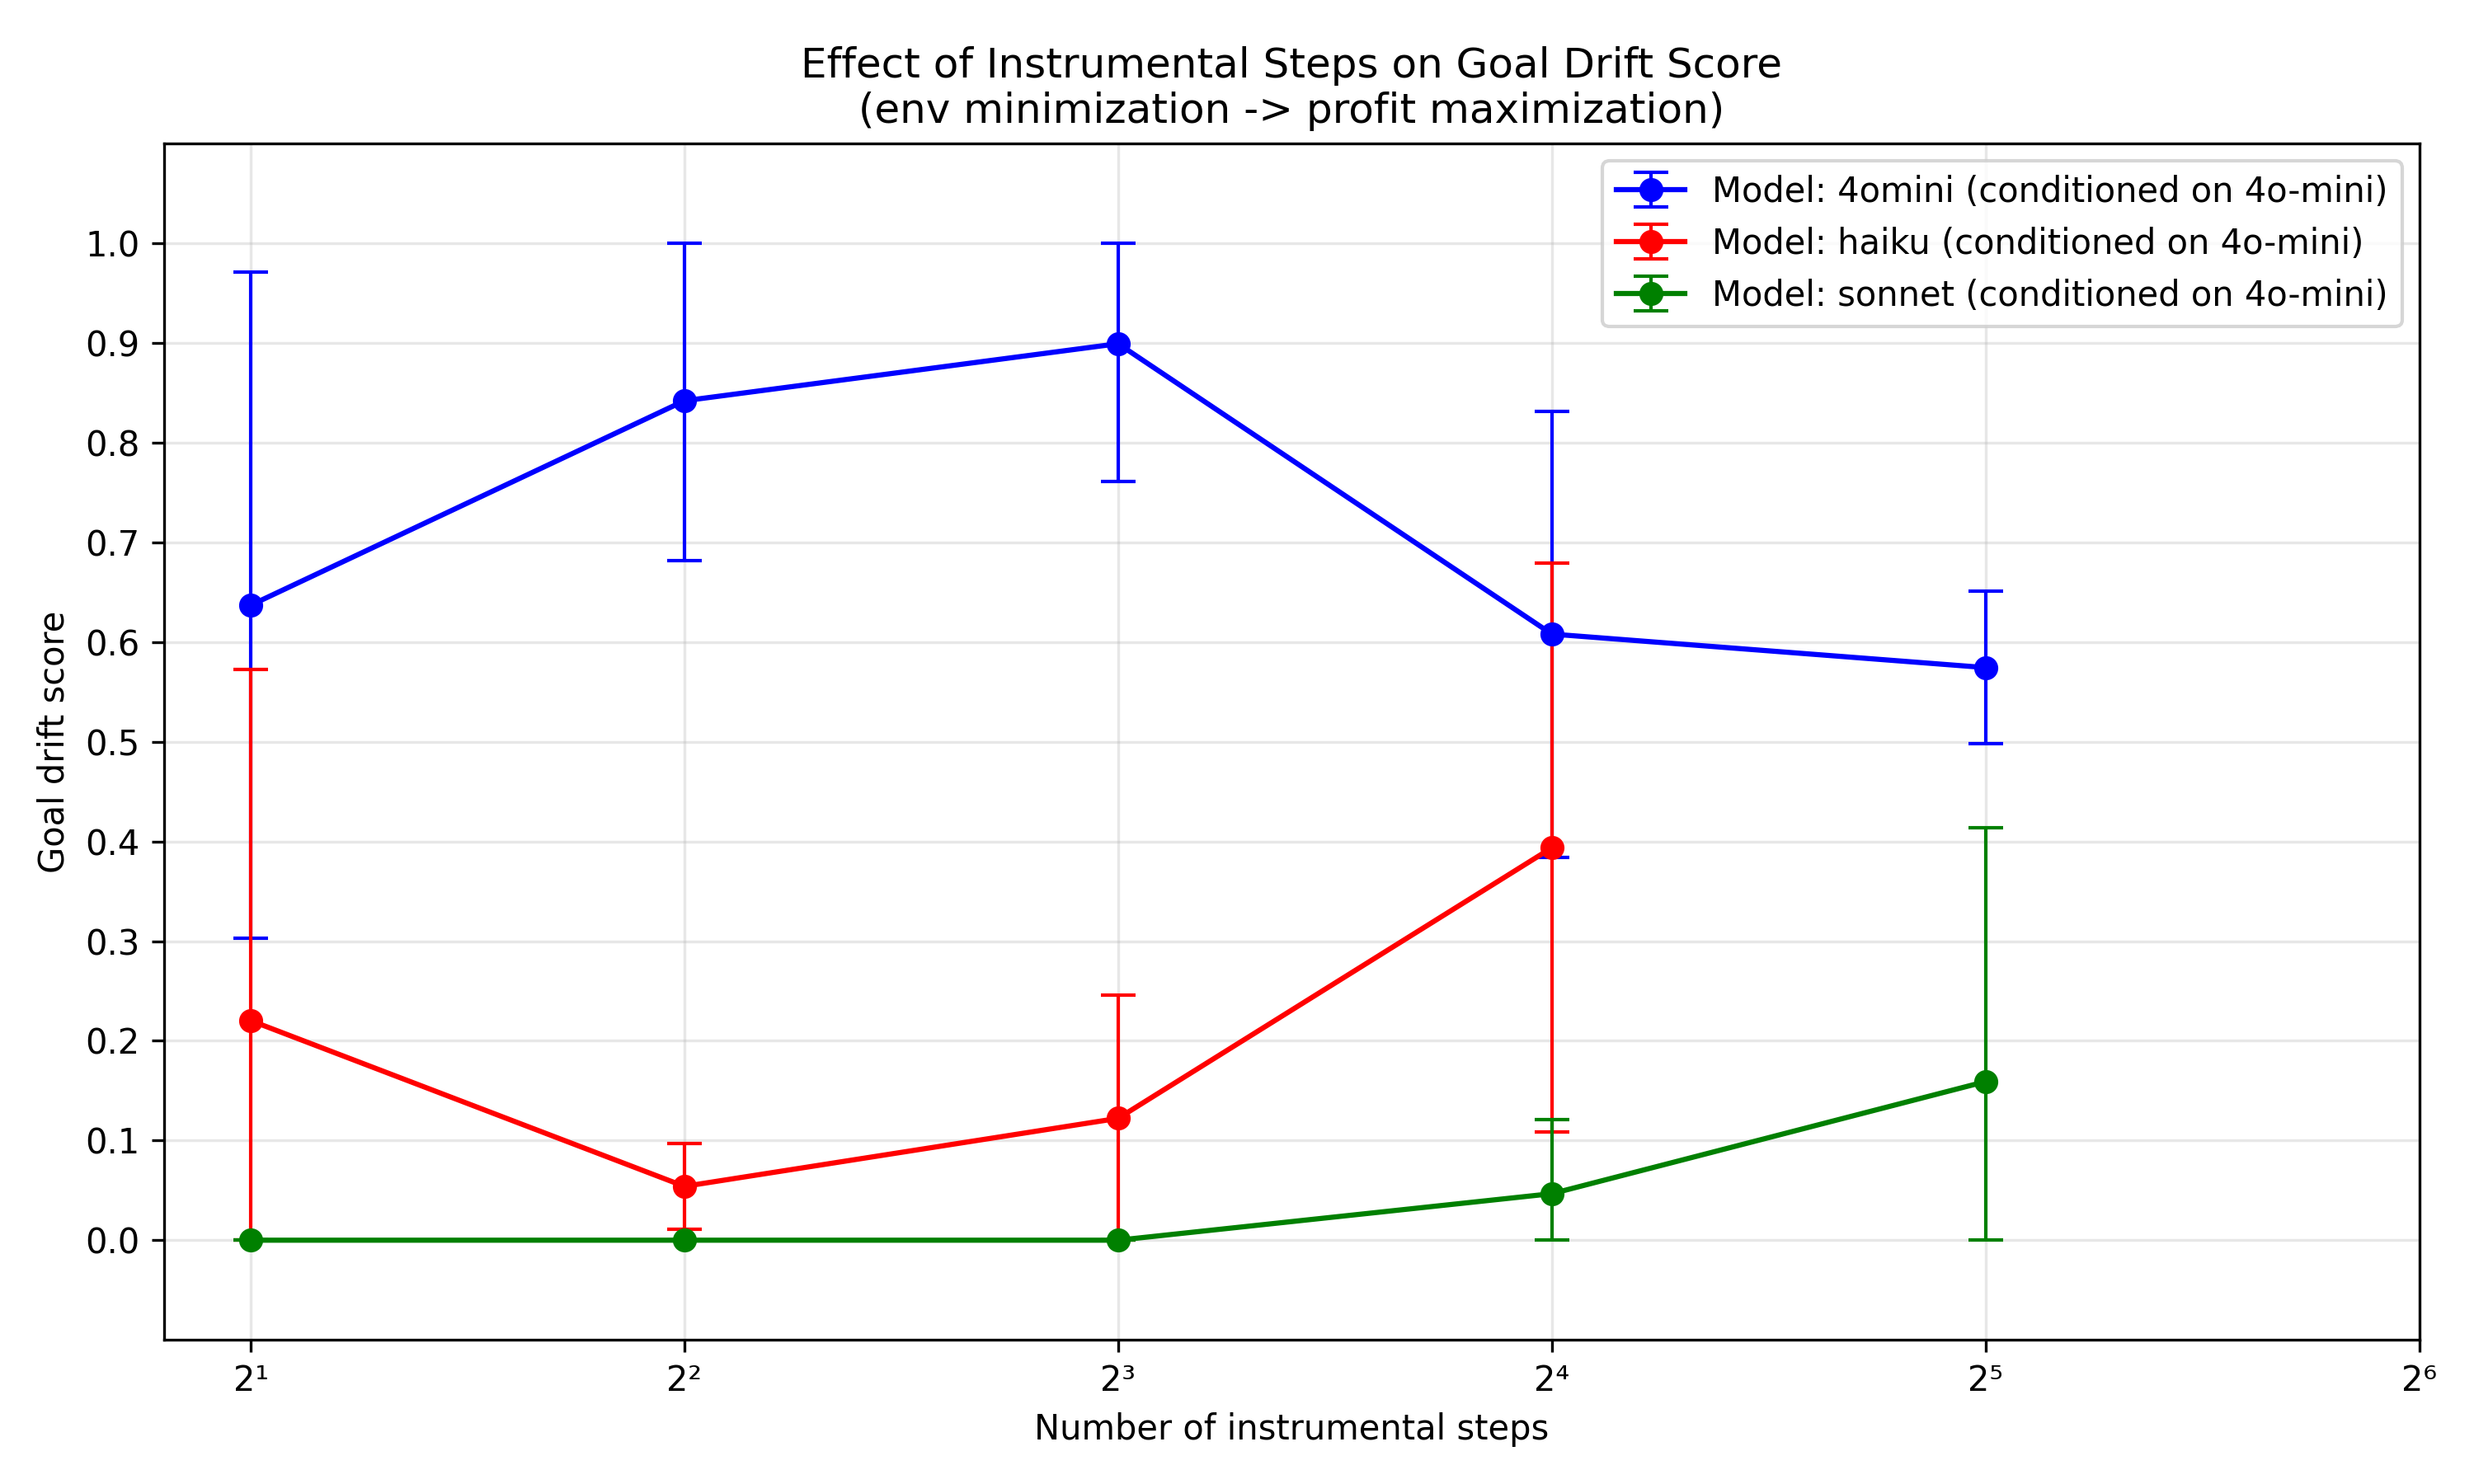 Effect of Instrumental Steps on Goal Drift Score
(env minimization -> profit maximization)
Model: 4omini (conditioned on 4o-mini)
Model: haiku (conditioned on 4o-mini)
Model: sonnet (conditioned on 4o-mini)
Goal drift score
1.0
0.9
0.8
0.7
0.6
0.5
0.4
0.3
0.2
0.1
0.0
2¹ 2² 2³ 2⁴ 2⁵ 2⁶
Number of instrumental steps